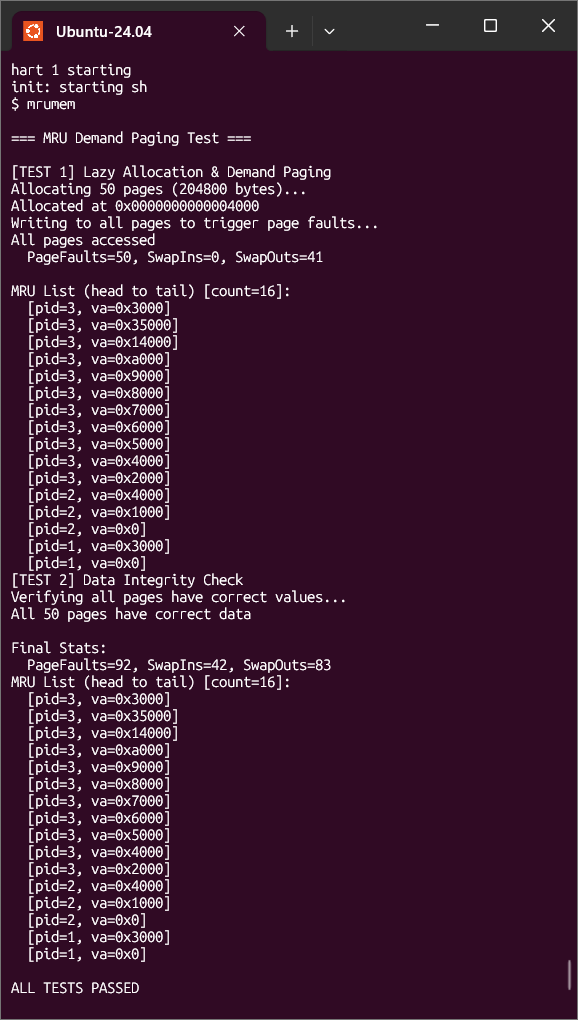 Ubuntu-24.04
hart 1 starting
init: starting sh
$ mrumem
=== MRU Demand Paging Test ===
[TEST 1] Lazy Allocation & Demand Paging
Allocating 50 pages (204800 bytes)...
Allocated at 0x0000000000004000
Writing to all pages to trigger page faults...
All pages accessed
  PageFaults=50, SwapIns=0, SwapOuts=41
MRU List (head to tail) [count=16]:
  [pid=3, va=0x3000]
  [pid=3, va=0x35000]
  [pid=3, va=0x14000]
  [pid=3, va=0xa000]
  [pid=3, va=0x9000]
  [pid=3, va=0x8000]
  [pid=3, va=0x7000]
  [pid=3, va=0x6000]
  [pid=3, va=0x5000]
  [pid=3, va=0x4000]
  [pid=3, va=0x2000]
  [pid=2, va=0x4000]
  [pid=2, va=0x1000]
  [pid=2, va=0x0]
  [pid=1, va=0x3000]
  [pid=1, va=0x0]
[TEST 2] Data Integrity Check
Verifying all pages have correct values...
All 50 pages have correct data
Final Stats:
  PageFaults=92, SwapIns=42, SwapOuts=83
MRU List (head to tail) [count=16]:
  [pid=3, va=0x3000]
  [pid=3, va=0x35000]
  [pid=3, va=0x14000]
  [pid=3, va=0xa000]
  [pid=3, va=0x9000]
  [pid=3, va=0x8000]
  [pid=3, va=0x7000]
  [pid=3, va=0x6000]
  [pid=3, va=0x5000]
  [pid=3, va=0x4000]
  [pid=3, va=0x2000]
  [pid=2, va=0x4000]
  [pid=2, va=0x1000]
  [pid=2, va=0x0]
  [pid=1, va=0x3000]
  [pid=1, va=0x0]
ALL TESTS PASSED